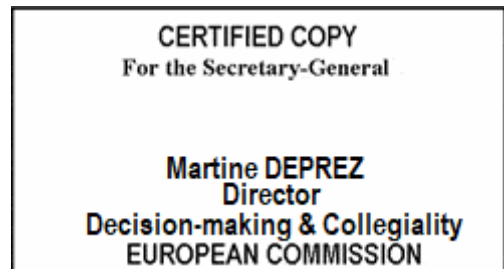 CERTIFIED COPY
For the Secretary-General
Martine DEPREZ
Director
Decision-making & Collegiality
EUROPEAN COMMISSION